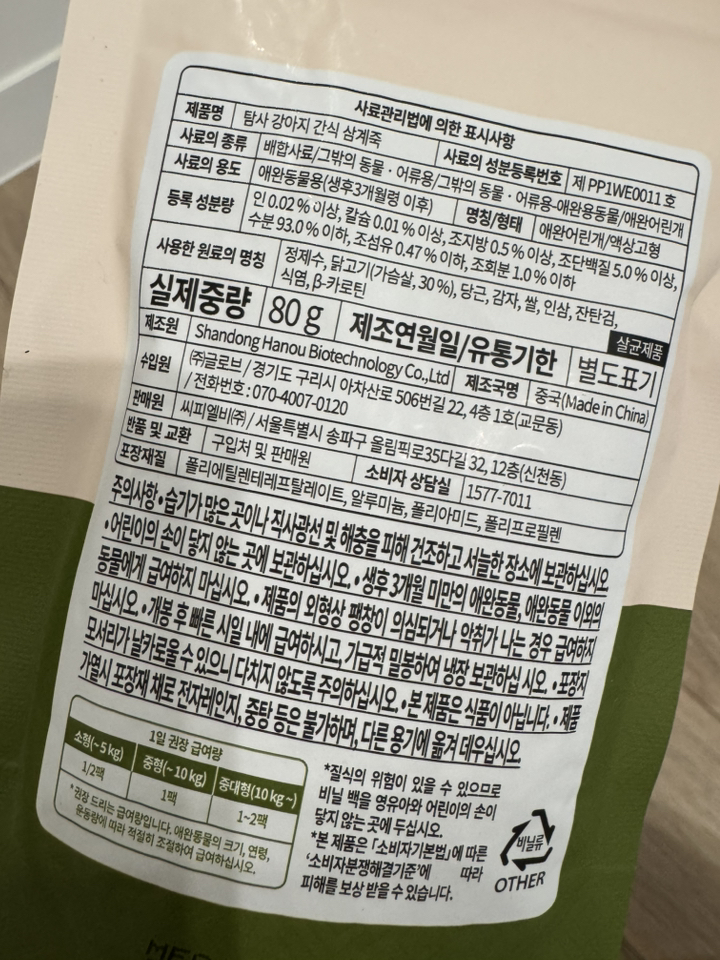 사료관리법에 의한 표시사항
제품명 탐사 강아지 간식 삼계죽 사료의 성분등록번호 제 PP1WE0011 호
사료의 종류 배합사료/그밖의 동물·어류용/그밖의 동물·어류용-애완용동물/애완어린개
사료의 용도 애완동물용(생후3개월령 이후) 명칭/형태 애완어린개/액상고형
등록 성분량 인 0.02 % 이상, 칼슘 0.01 % 이상, 조지방 0.5 % 이상, 조단백질 5.0 % 이상,
수분 93.0 % 이하, 조섬유 0.47 % 이하, 조회분 1.0 % 이하
사용한 원료의 명칭 정제수, 닭고기(가슴살, 30%), 당근, 감자, 쌀, 인삼, 잔탄검,
식염, β-카로틴
살균제품
실제중량 80 g 제조연월일/유통기한 별도표기
제조원 Shandong Hanou Biotechnology Co.,Ltd 제조국명 중국(Made in China)
수입원 ㈜글로브 / 경기도 구리시 아차산로 506번길 22, 4층 1호(교문동)
/ 전화번호 : 070-4007-0120
판매원 씨피엘비㈜ / 서울특별시 송파구 올림픽로35다길 32, 12층(신천동)
반품 및 교환 구입처 및 판매원 소비자 상담실 1577-7011
포장재질 폴리에틸렌테레프탈레이트, 알루미늄, 폴리아미드, 폴리프로필렌
주의사항 • 습기가 많은 곳이나 직사광선 및 해충을 피해 건조하고 서늘한 장소에 보관하십시오
• 어린이의 손이 닿지 않는 곳에 보관하십시오. • 생후 3개월 미만의 애완동물, 애완동물 이외의
동물에게 급여하지 마십시오. • 제품의 외형상 팽창이 의심되거나 악취가 나는 경우 급여하지
마십시오. • 개봉 후 빠른 시일 내에 급여하시고, 가급적 밀봉하여 냉장 보관하십 시오. • 포장지
모서리가 날카로울 수 있으니 다치지 않도록 주의하십시오. • 본 제품은 식품이 아닙니다. • 제품
가열시 포장재 채로 전자레인지, 중탕 등은 불가하며, 다른 용기에 옮겨 데우십시오.
1일 권장 급여량
소형(~ 5 kg) 중형(~ 10 kg) 중대형(10 kg ~)
1/2팩 1팩 1~2팩
*권장 드리는 급여량입니다. 애완동물의 크기, 연령,
운동량에 따라 적절히 조절하여 급여하십시오.
*질식의 위험이 있을 수 있으므로
비닐 백을 영유아와 어린이의 손이
닿지 않는 곳에 두십시오.
*본 제품은 「소비자기본법」에 따른
‘소비자분쟁해결기준’에 따라
피해를 보상 받을 수 있습니다.
비닐류
OTHER